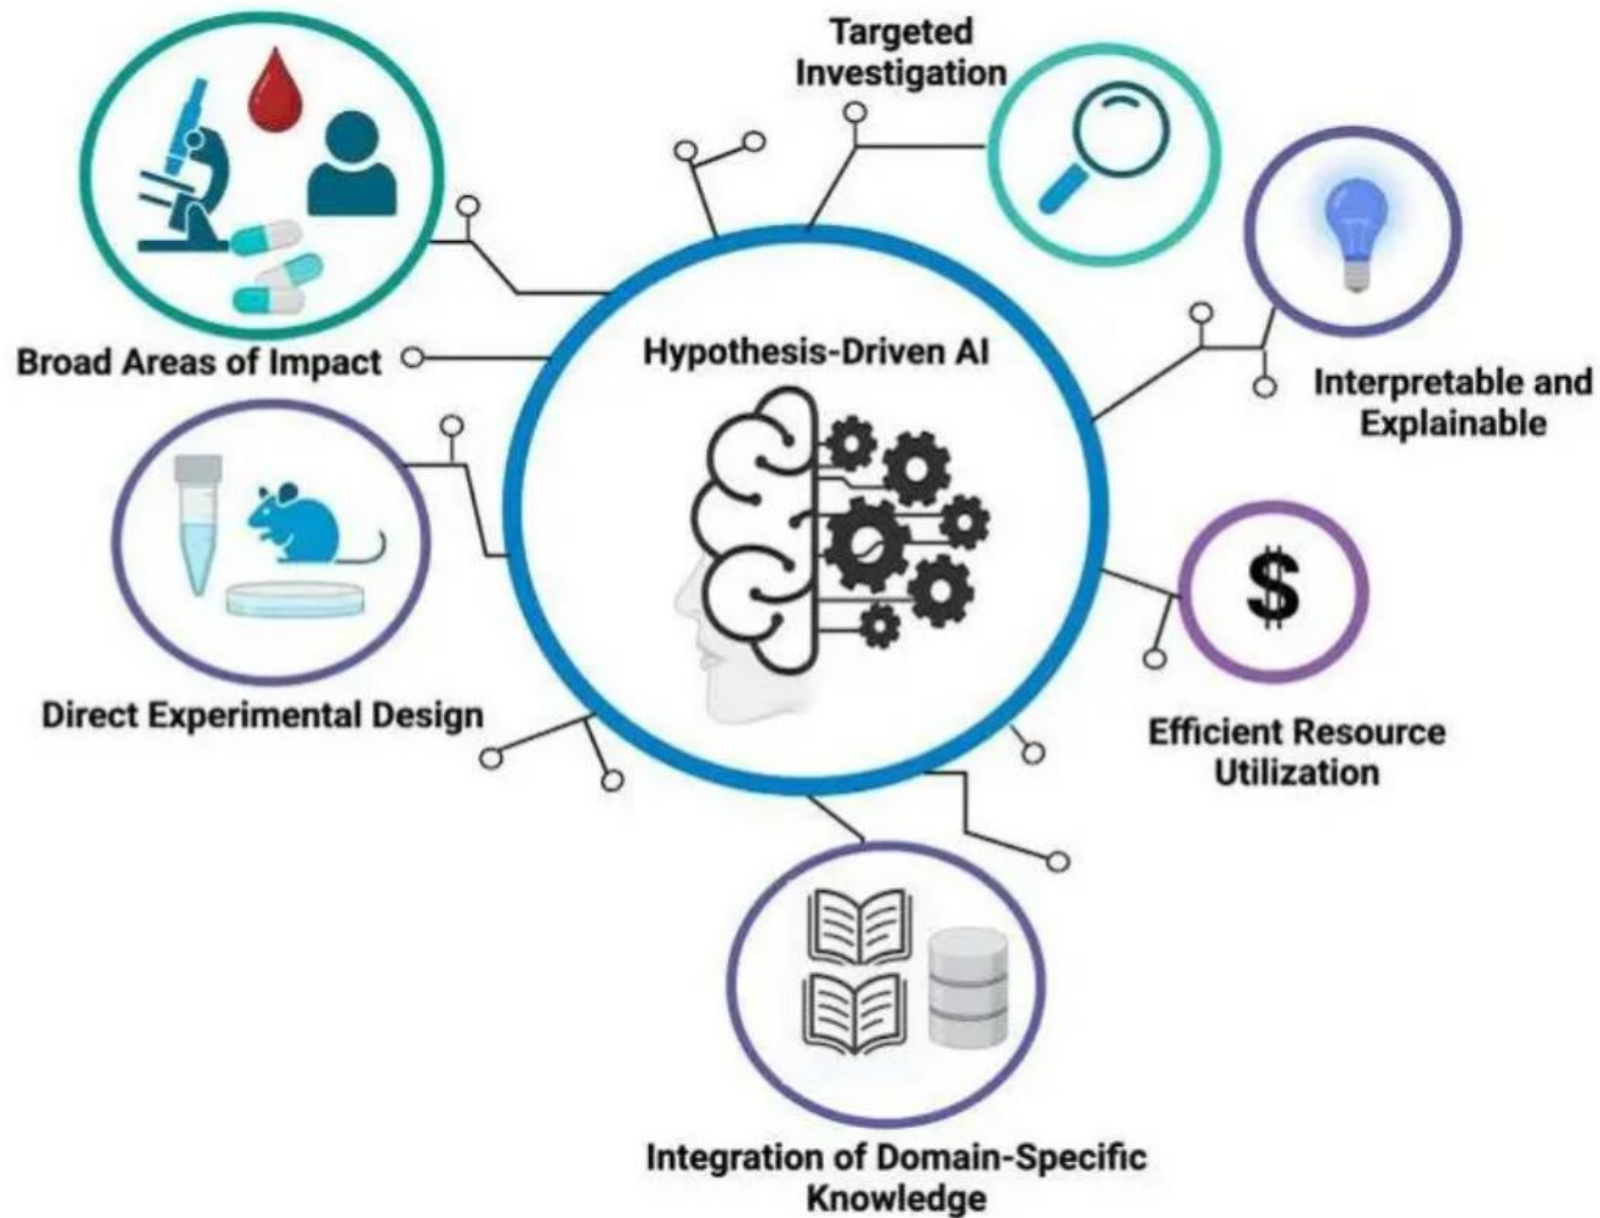 Targeted
Investigation
Broad Areas of Impact
Hypothesis-Driven AI
Interpretable and
Explainable
$
Direct Experimental Design
Efficient Resource
Utilization
Integration of Domain-Specific
Knowledge